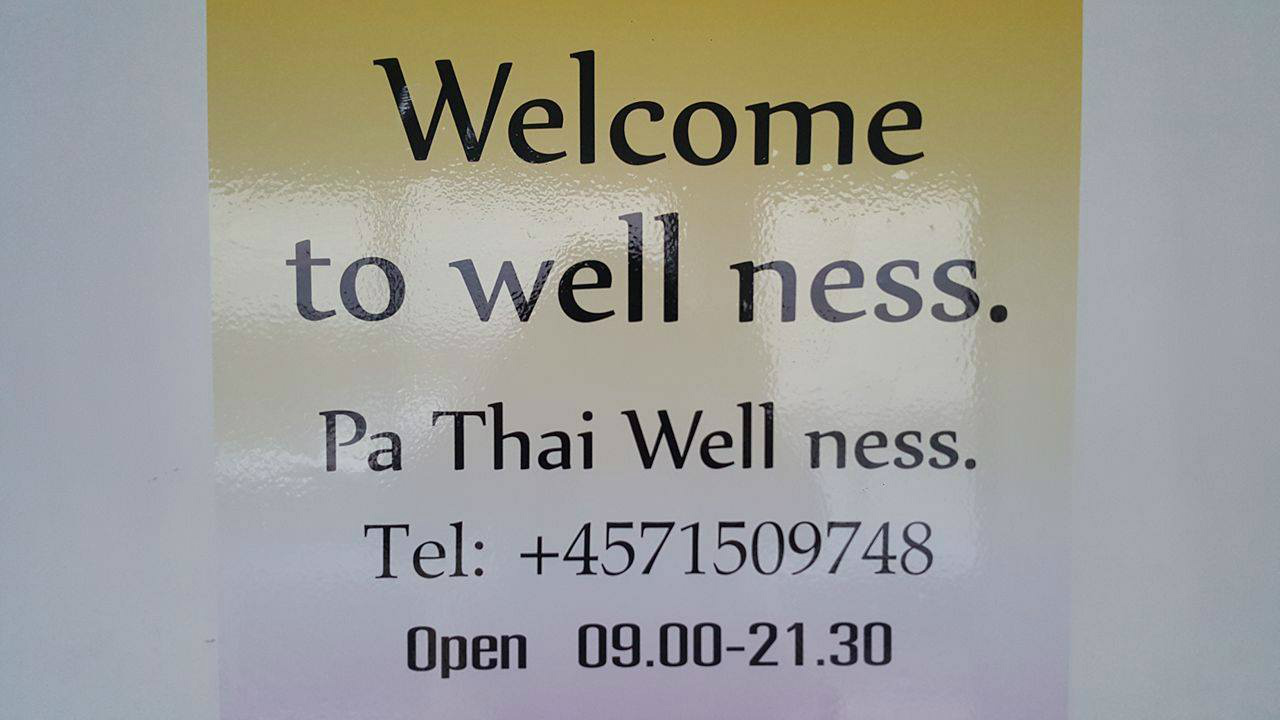 Welcome
to well ness.
Pa Thai Well ness.
Tel: +4571509748
Open 09.00-21.30